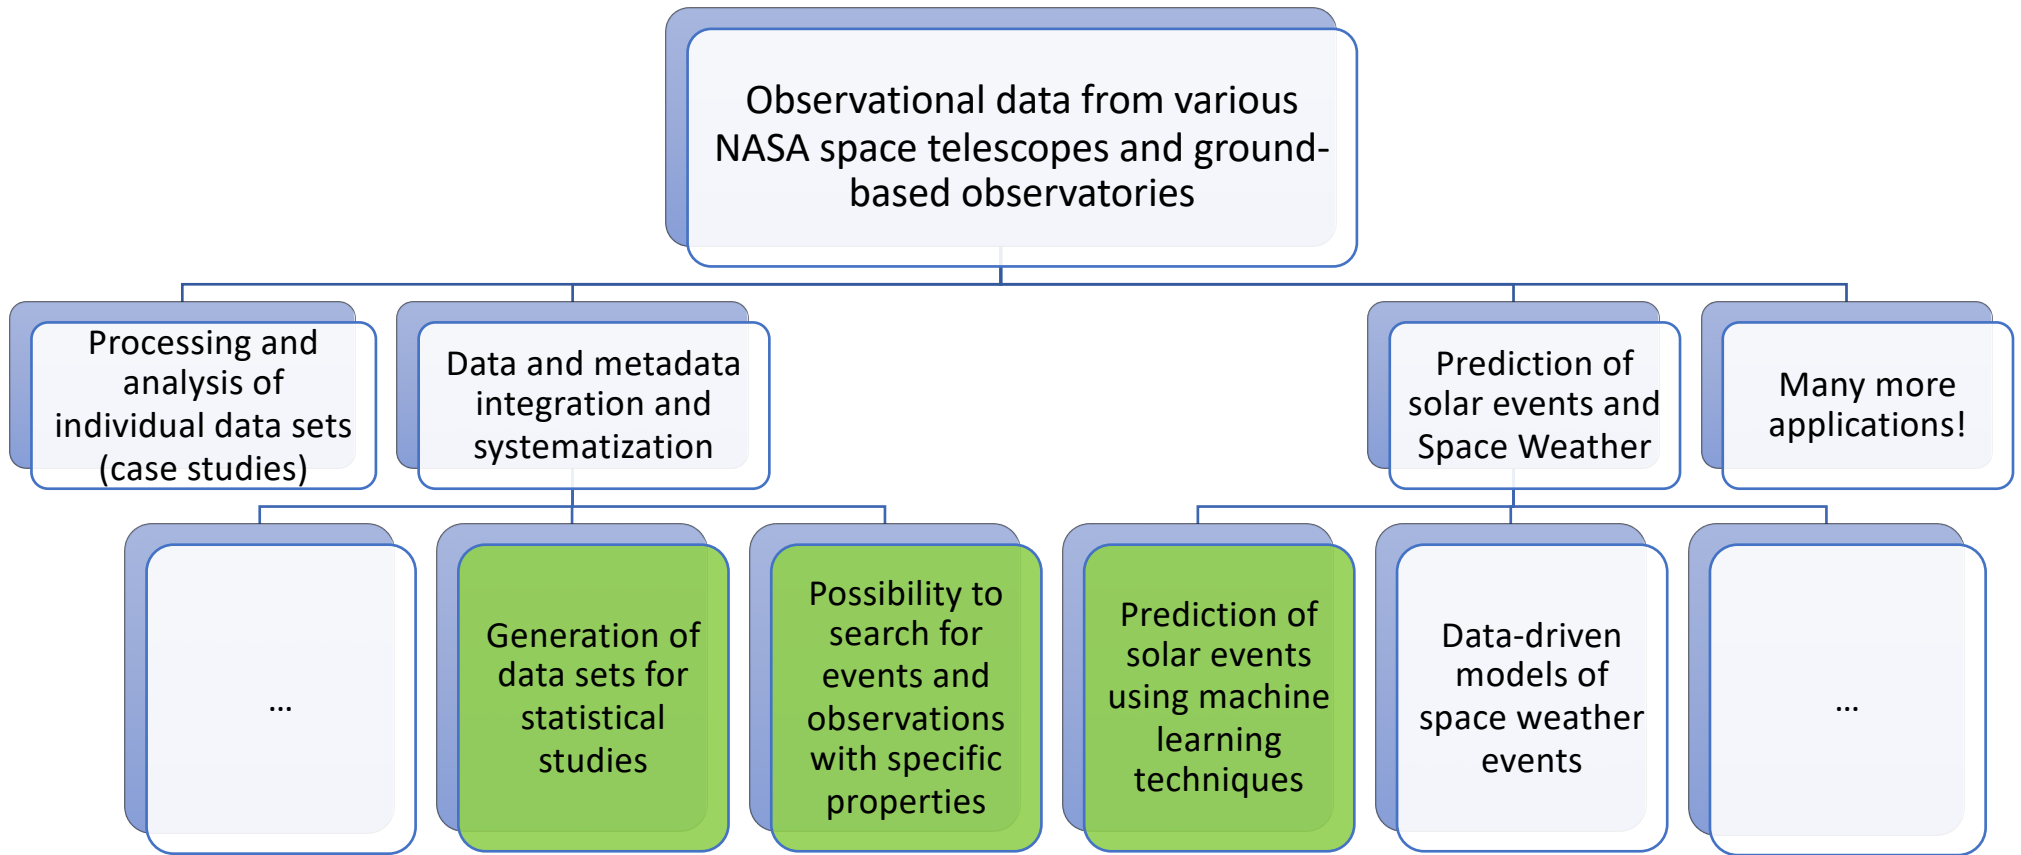 Observational data from various
NASA space telescopes and ground-
based observatories
Processing and
analysis of
individual data sets
(case studies)
Data and metadata
integration and
systematization
Prediction of
solar events and
Space Weather
Many more
applications!
...
Generation of
data sets for
statistical
studies
Possibility to
search for
events and
observations
with specific
properties
Prediction of
solar events
using machine
learning
techniques
Data-driven
models of
space weather
events
...